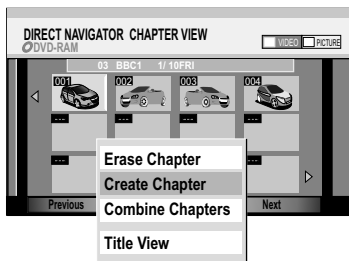 DIRECT NAVIGATOR CHAPTER VIEW
DVD-RAM
VIDEO PICTURE
03 BBC1 1/ 10FRI
001 002 003 004
--- --- --- ---
--- ---
Erase Chapter
Create Chapter
Combine Chapters
Title View
Previous Next